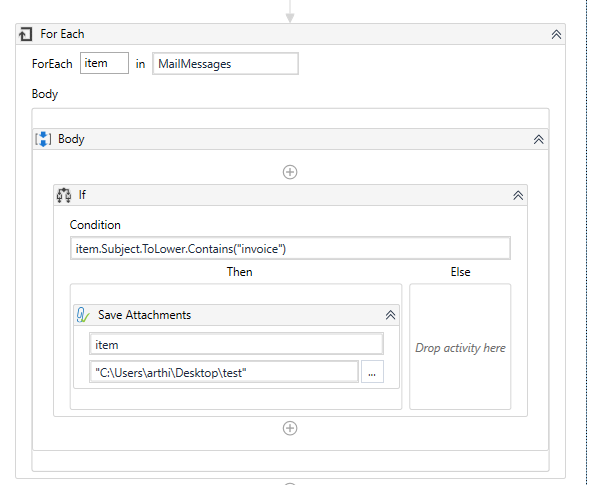 For Each
ForEach item in MailMessages
Body
Body
If
Condition
item.Subject.ToLower.Contains("invoice")
Then Else
Save Attachments
item
Drop activity here
"C:\Users\arthi\Desktop\test" ...